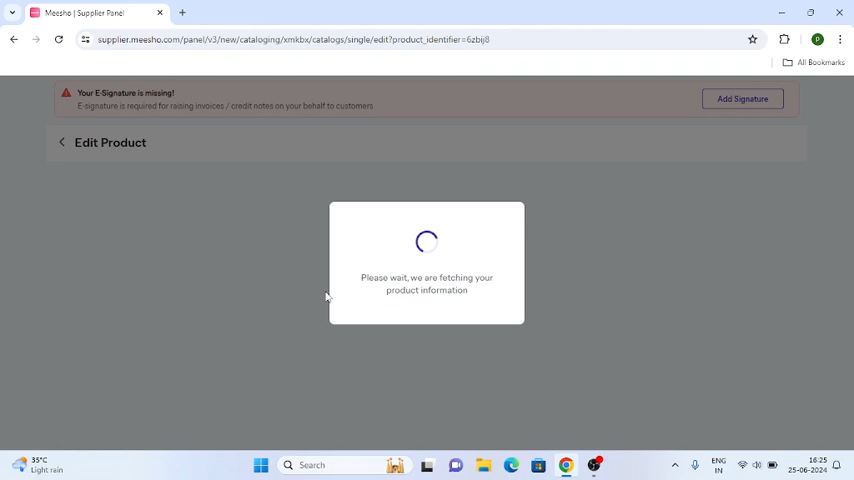 Meesho | Supplier Panel
supplier.meesho.com/panel/v3/new/cataloging/xmkbx/catalogs/single/edit?product_identifier=6zbij8
P
All Bookmarks
Your E-Signature is missing!
E-signature is required for raising invoices / credit notes on your behalf to customers
Add Signature
Edit Product
Please wait, we are fetching your
product information
35°C
Light rain
Search
ENG
IN
16:25
25-06-2024